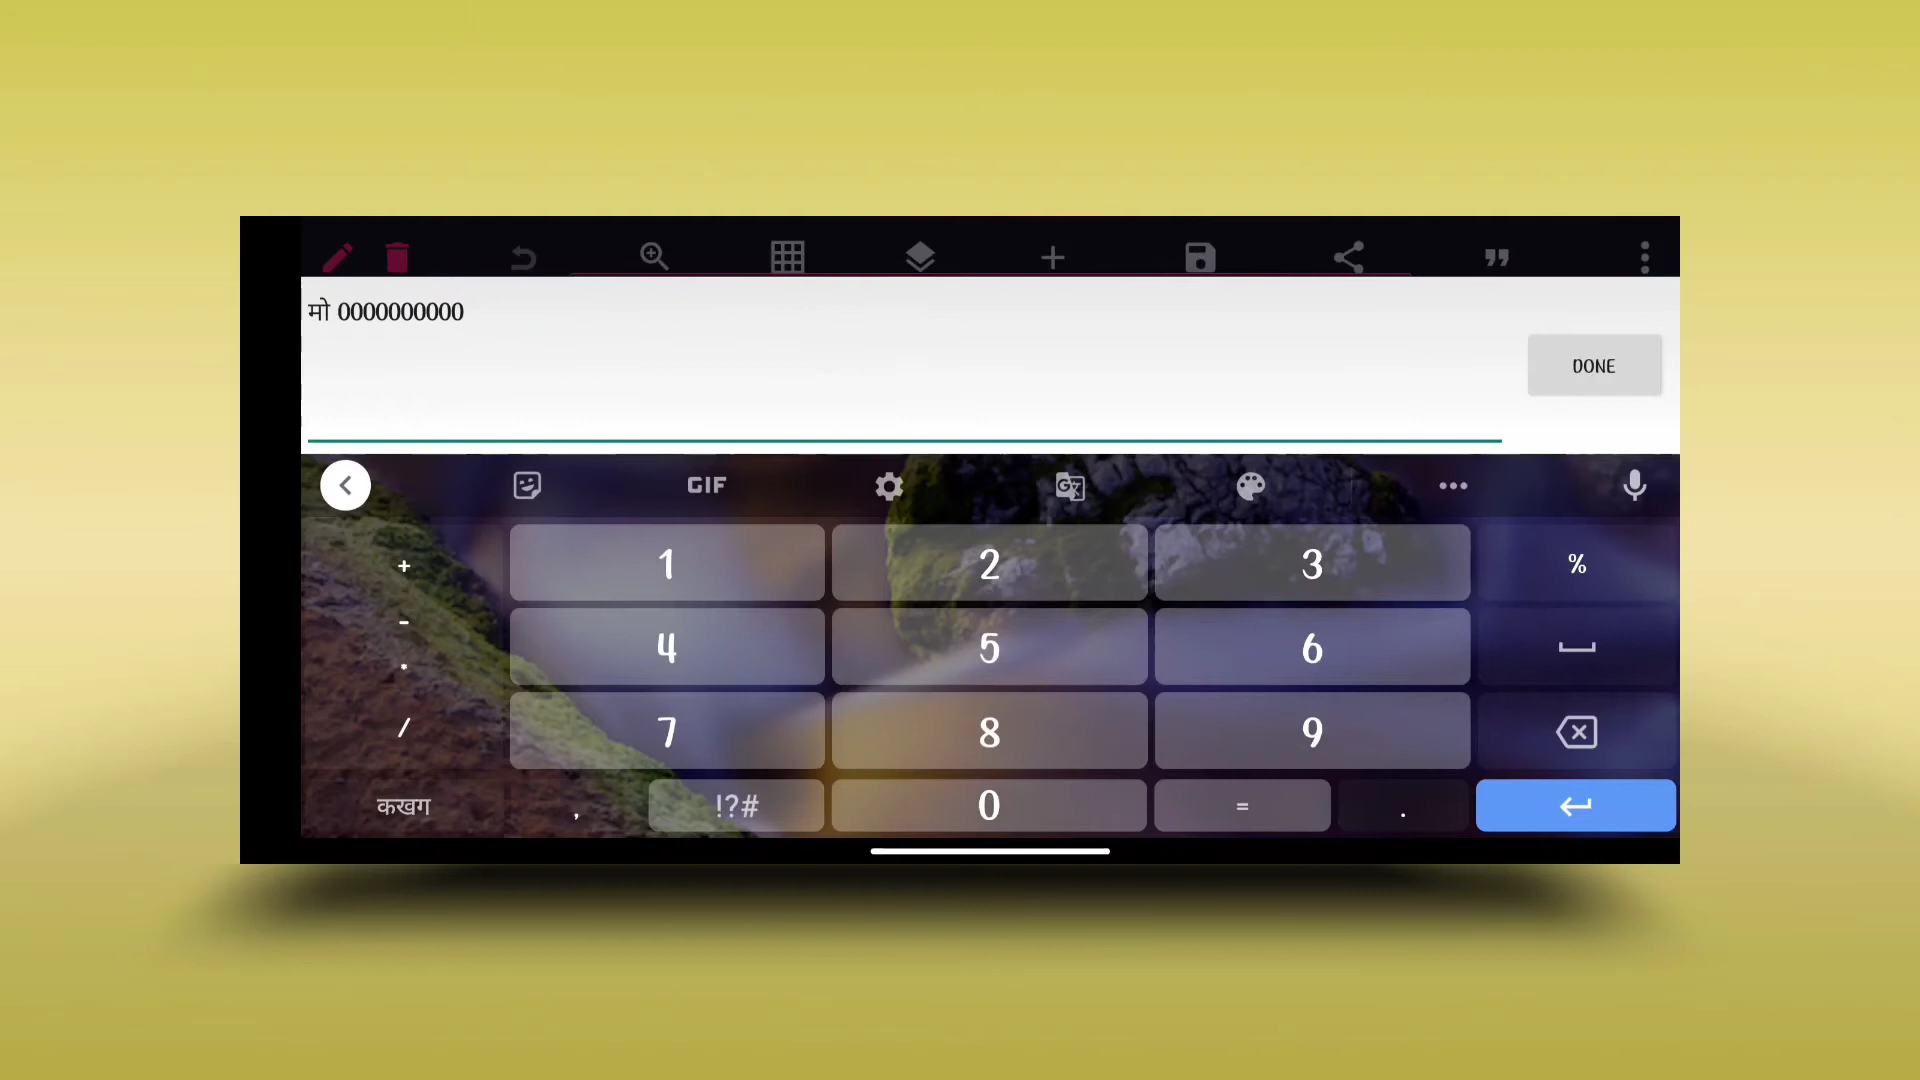 मो 0000000000
DONE
GIF
+ 1 2 3 %
- 4 5 6
*
/ 7 8 9
कखग , !?# 0 = .